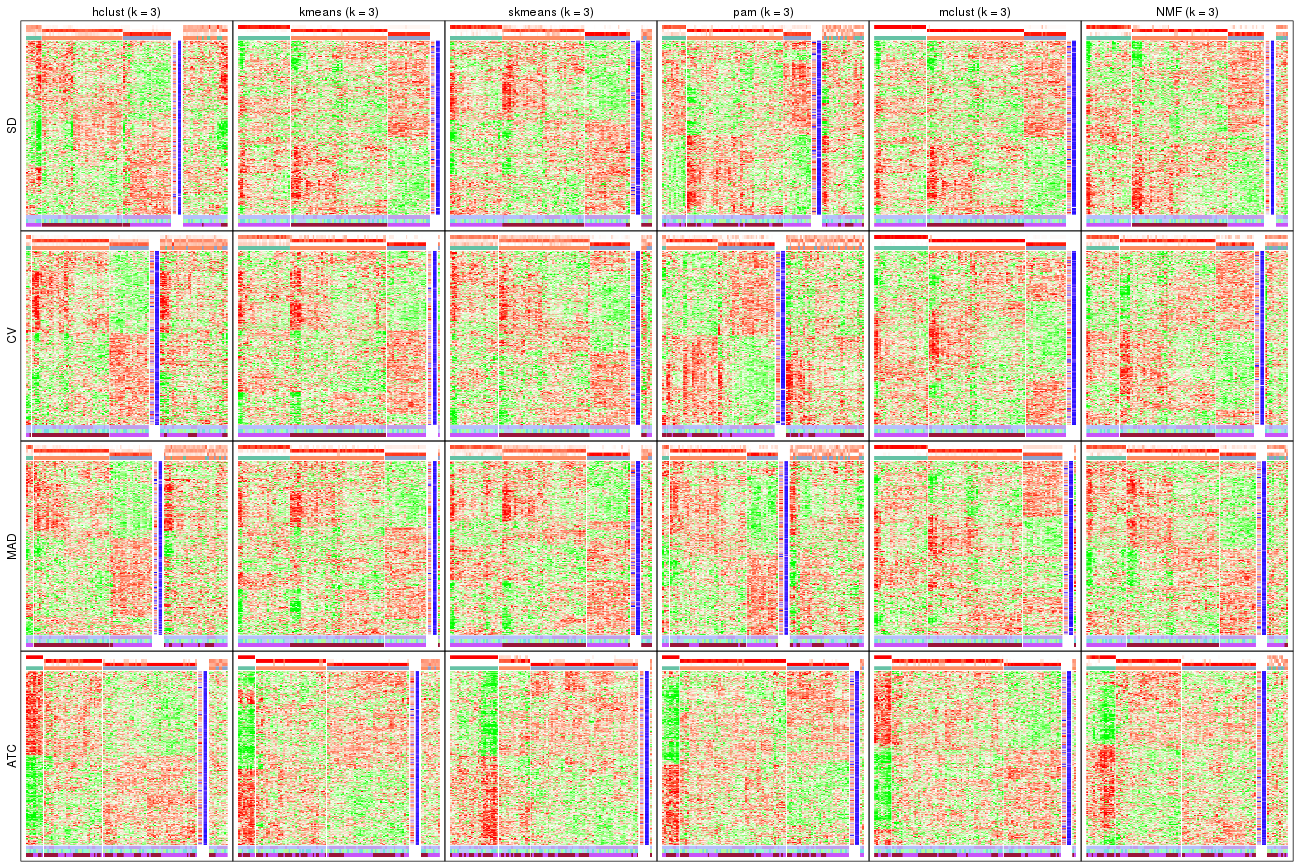 hclust (k = 3)
kmeans (k = 3)
skmeans (k = 3)
pam (k = 3)
mclust (k = 3)
NMF (k = 3)
SD
CV
MAD
ATC